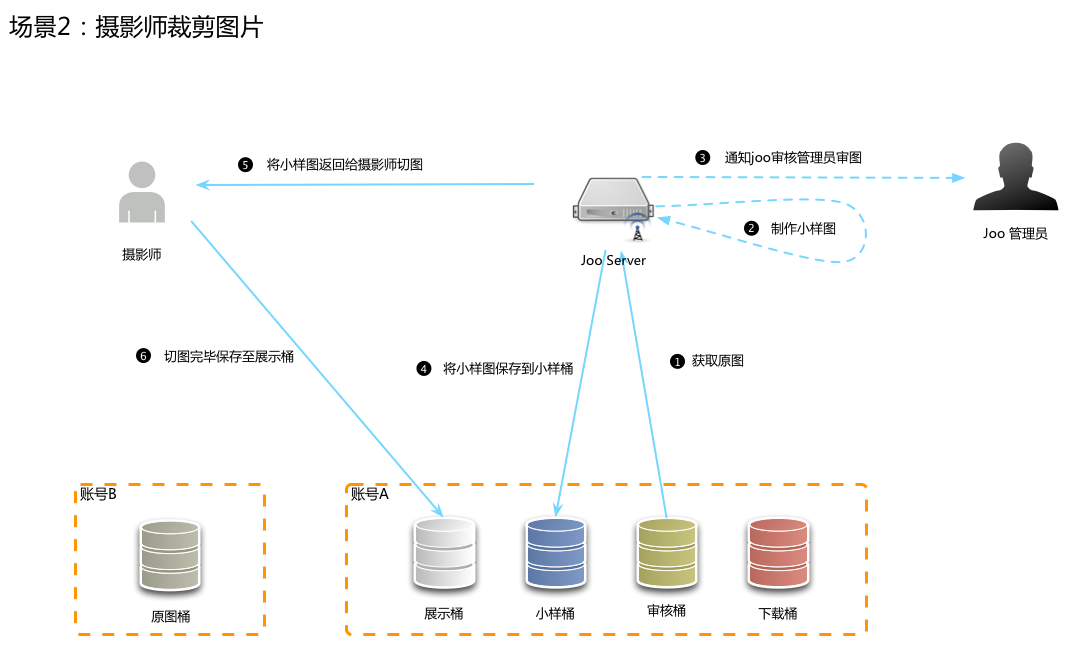 场景2：摄影师裁剪图片
❺ 将小样图返回给摄影师切图
❸ 通知joo审核管理员审图
❷ 制作小样图
Joo 管理员
摄影师
Joo Server
❻ 切图完毕保存至展示桶
❹ 将小样图保存到小样桶
❶ 获取原图
账号B
账号A
原图桶
展示桶
小样桶
审核桶
下载桶